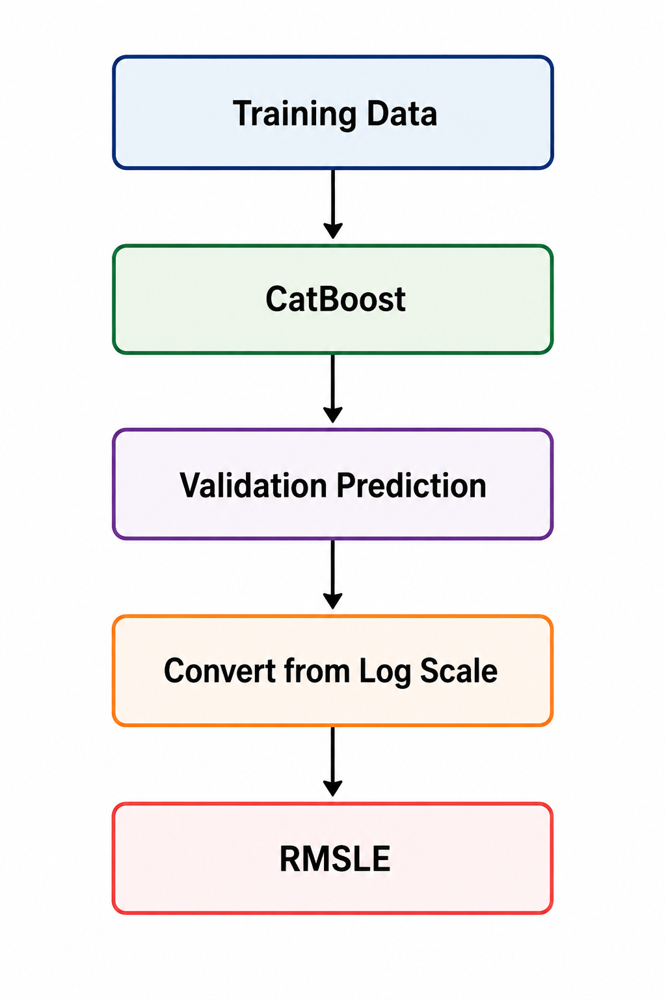 Training Data
CatBoost
Validation Prediction
Convert from Log Scale
RMSLE